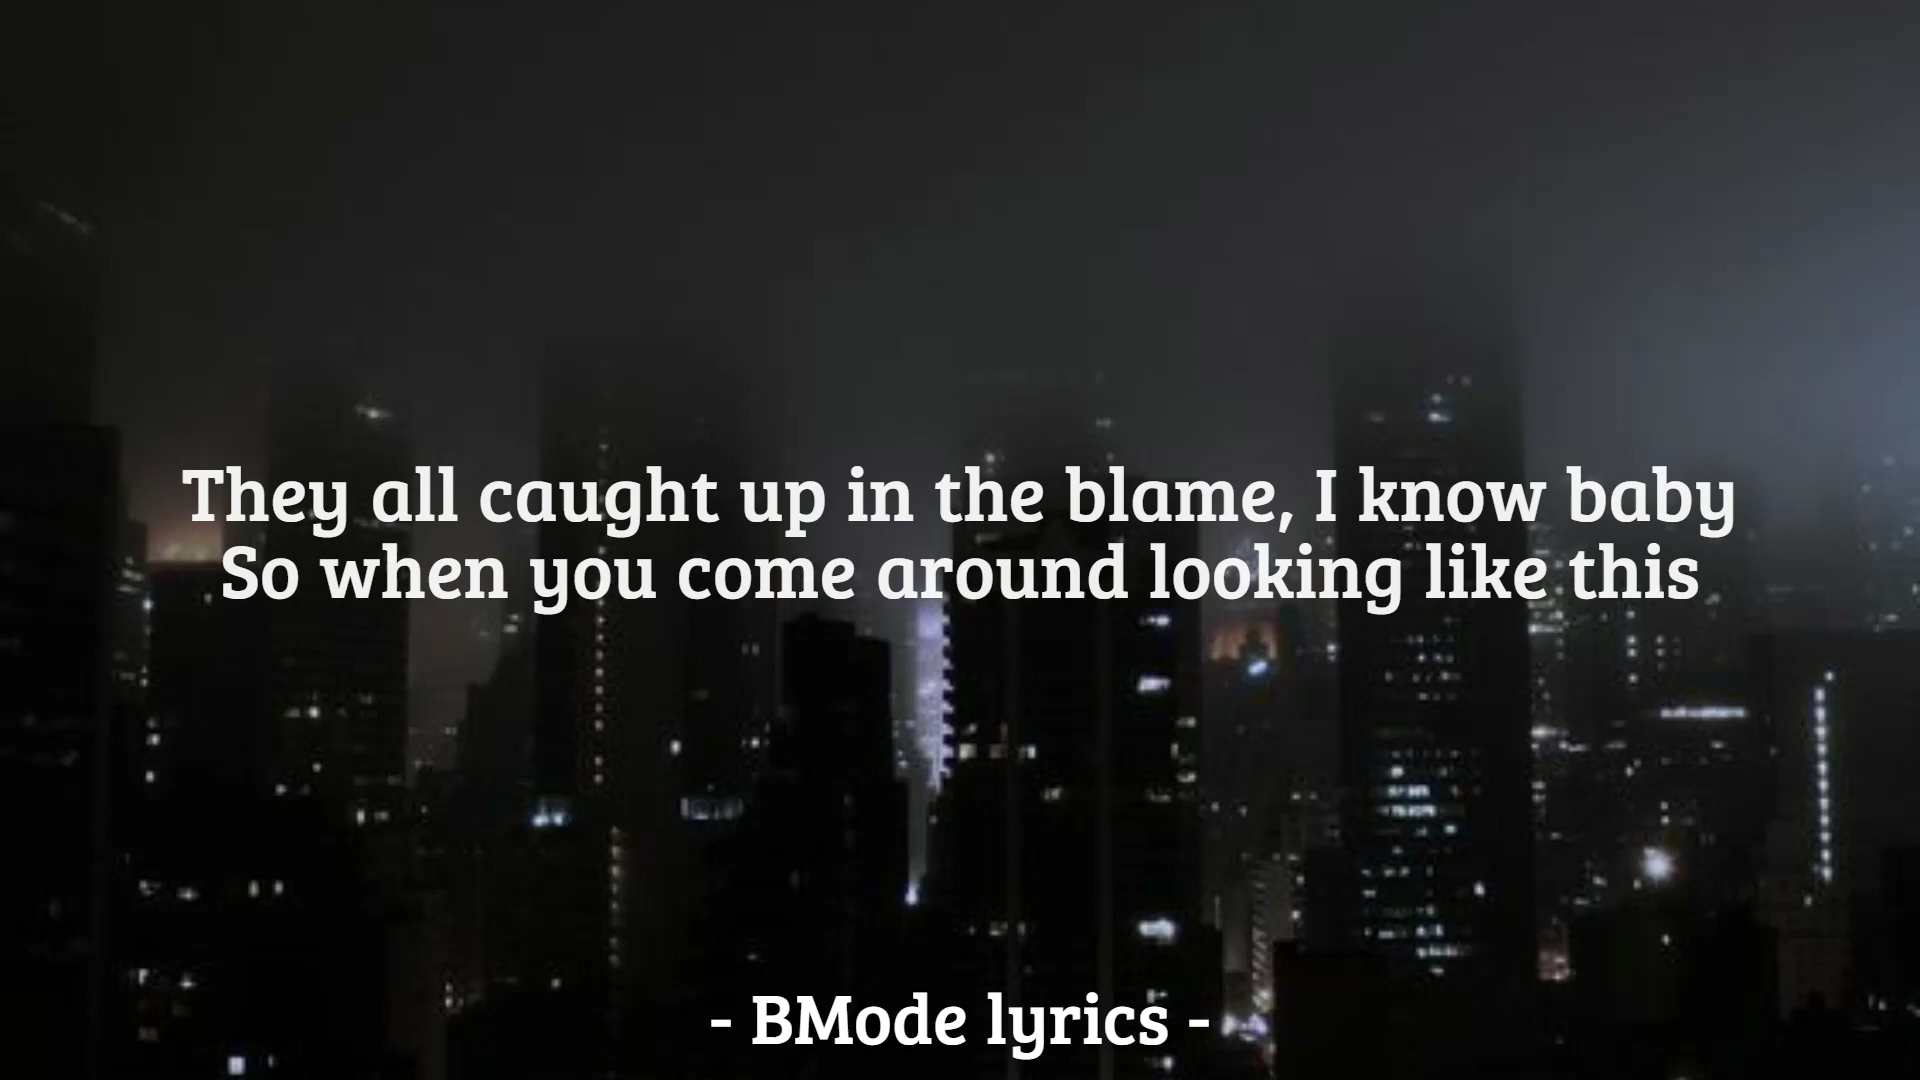 They all caught up in the blame, I know baby
So when you come around looking like this
- BMode lyrics -